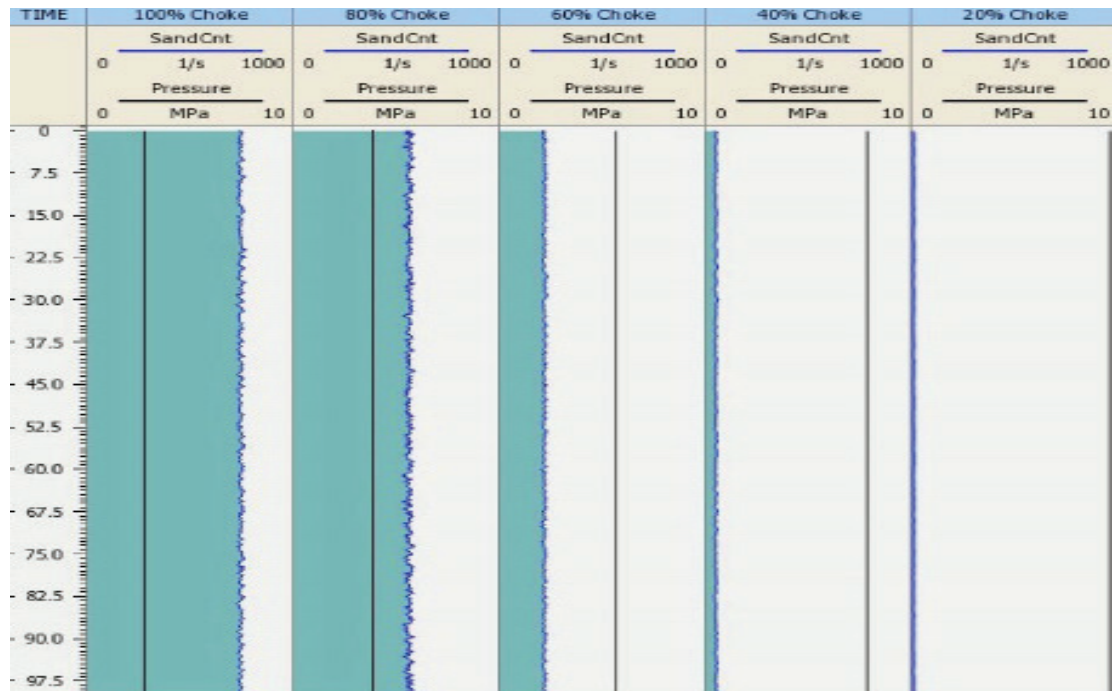 TIME 100% Choke 80% Choke 60% Choke 40% Choke 20% Choke
SandCnt SandCnt SandCnt SandCnt SandCnt
0 1/s 1000 0 1/s 1000 0 1/s 1000 0 1/s 1000 0 1/s 1000
Pressure Pressure Pressure Pressure Pressure
0 MPa 10 0 MPa 10 0 MPa 10 0 MPa 10 0 MPa 10
0
7.5
15.0
22.5
30.0
37.5
45.0
52.5
60.0
67.5
75.0
82.5
90.0
97.5